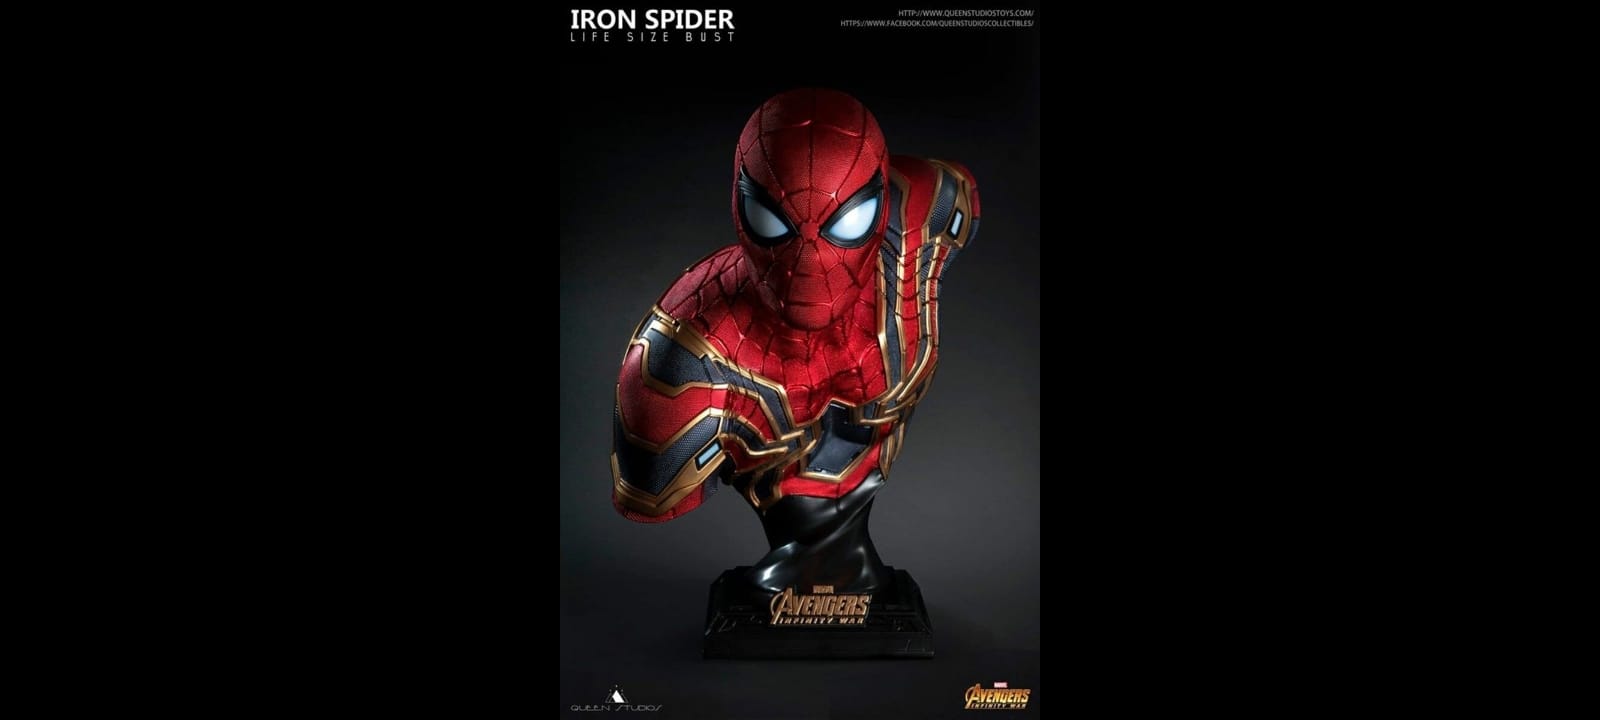 IRON SPIDER
LIFE SIZE BUST
HTTP://WWW.QUEENSTUDIOSTOYS.COM/
HTTPS://WWW.FACEBOOK.COM/QUEENSTUDIOSCOLLECTIBLES/
MARVEL
AVENGERS
INFINITY WAR
QUEEN STUDIOS
MARVEL
AVENGERS
INFINITY WAR